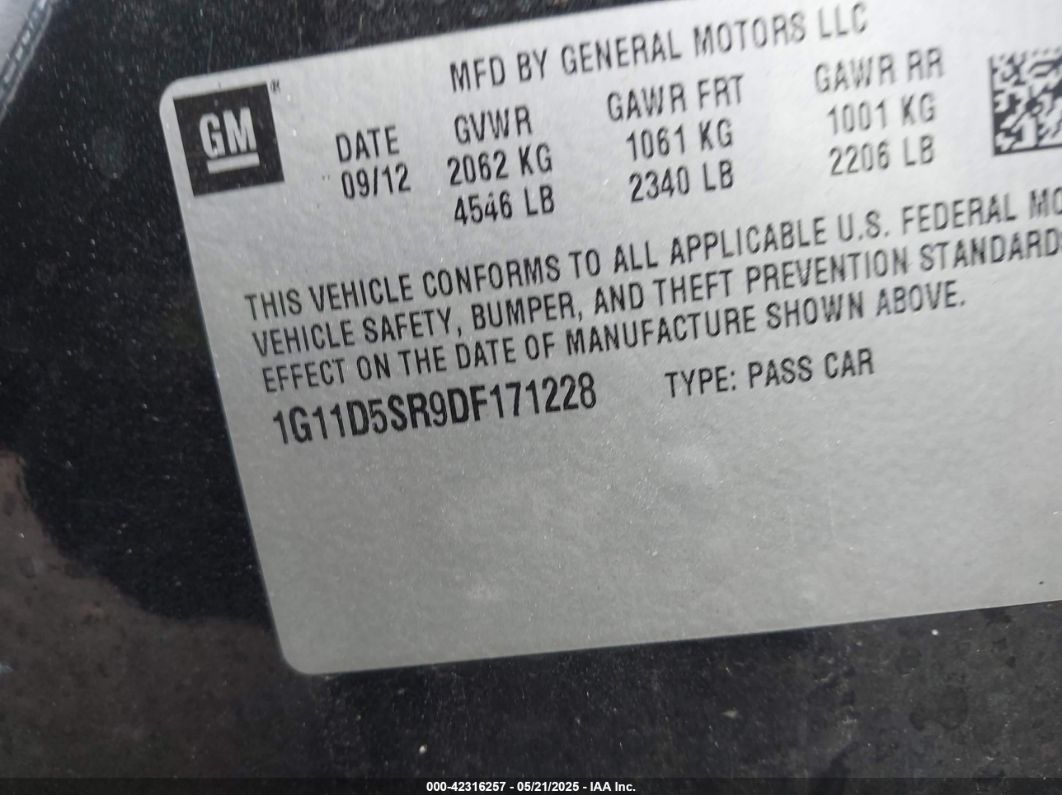 MFD BY GENERAL MOTORS LLC
GM
DATE GVWR GAWR FRT GAWR RR
09/12 2062 KG 1061 KG 1001 KG
4546 LB 2340 LB 2206 LB
THIS VEHICLE CONFORMS TO ALL APPLICABLE U.S. FEDERAL MO
VEHICLE SAFETY, BUMPER, AND THEFT PREVENTION STANDARD
EFFECT ON THE DATE OF MANUFACTURE SHOWN ABOVE.
1G11D5SR9DF171228 TYPE: PASS CAR
000-42316257 - 05/21/2025 - IAA Inc.